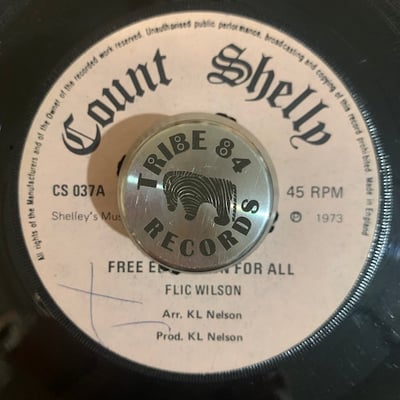 All rights of the Manufacturers and of the Owner of the recorded work reserved. Unauthorised public performance, broadcasting and copying of this record prohibited. Made in England
Count Shelly
TRIBE 84
RECORDS
CS 037A
45 RPM
Shelley's Mus
℗ 1973
FREE E N FOR ALL
FLIC WILSON
Arr. KL Nelson
Prod. KL Nelson